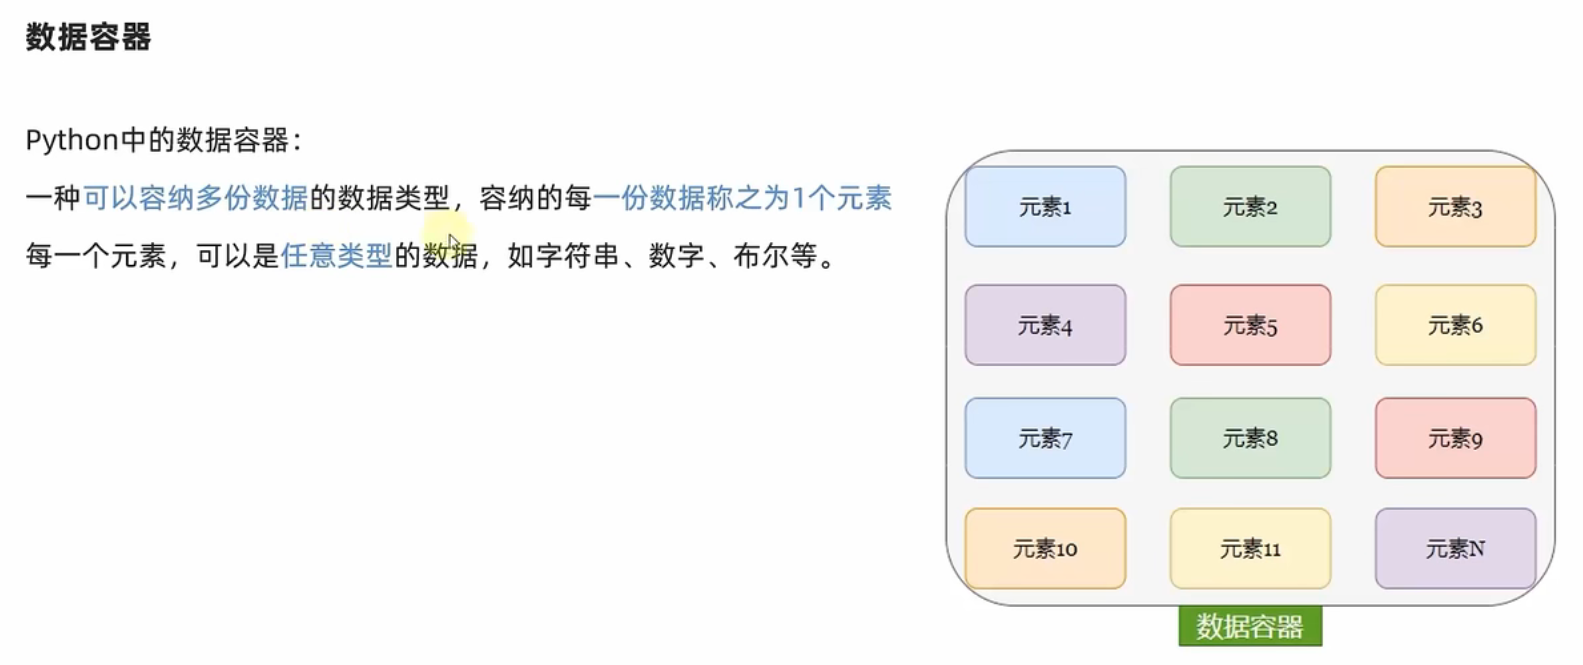 数据容器
Python中的数据容器：
一种可以容纳多份数据的数据类型，容纳的每一份数据称之为1个元素
每一个元素，可以是任意类型的数据，如字符串、数字、布尔等。
元素1
元素2
元素3
元素4
元素5
元素6
元素7
元素8
元素9
元素10
元素11
元素N
数据容器